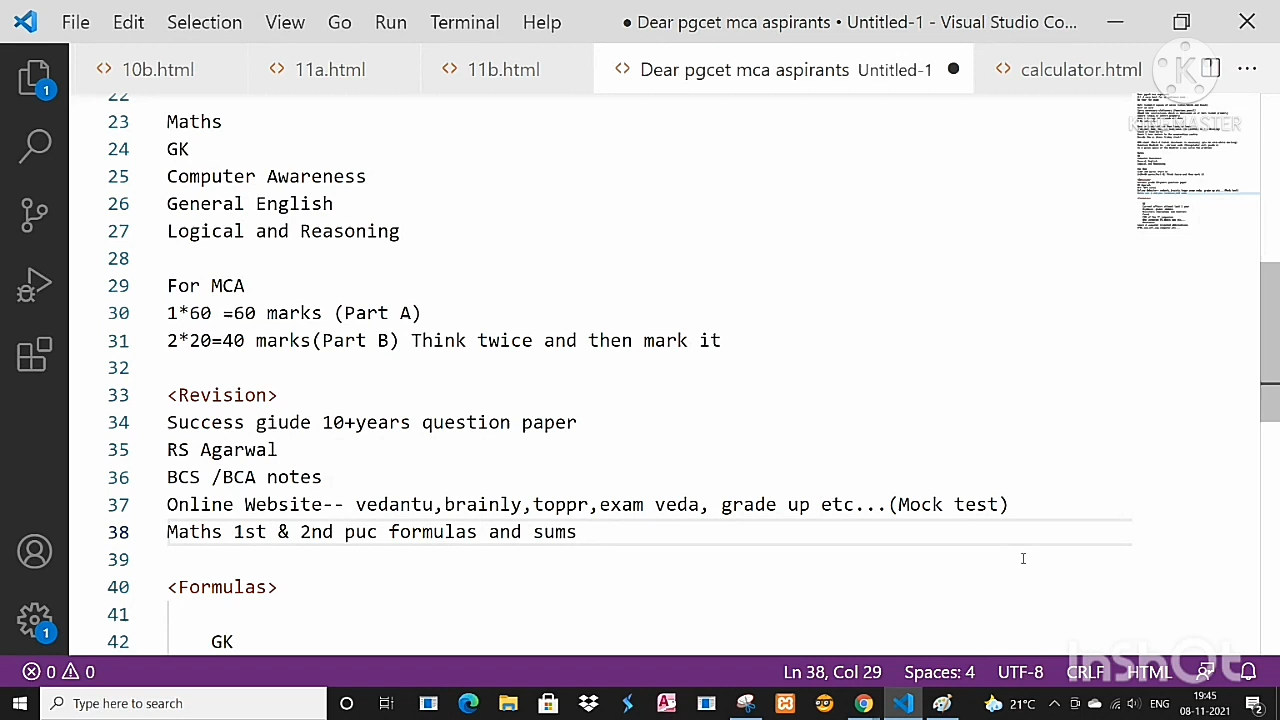 File Edit Selection View Go Run Terminal Help ● Dear pgcet mca aspirants • Untitled-1 - Visual Studio Co...
10b.html 11a.html 11b.html Dear pgcet mca aspirants Untitled-1 ● calculator.html
K
KINEMASTER
22
23 Maths
24 GK
25 Computer Awareness
26 General English
27 Logical and Reasoning
28
29 For MCA
30 1*60 =60 marks (Part A)
31 2*20=40 marks(Part B) Think twice and then mark it
32
33 <Revision>
34 Success giude 10+years question paper
35 RS Agarwal
36 BCS /BCA notes
37 Online Website-- vedantu,brainly,toppr,exam veda, grade up etc...(Mock test)
38 Maths 1st & 2nd puc formulas and sums
39
40 <Formulas>
41
42 GK
1
1
InShOt
0 0 Ln 38, Col 29 Spaces: 4 UTF-8 CRLF HTML
Type here to search 21°C ENG 19:45 08-11-2021 2